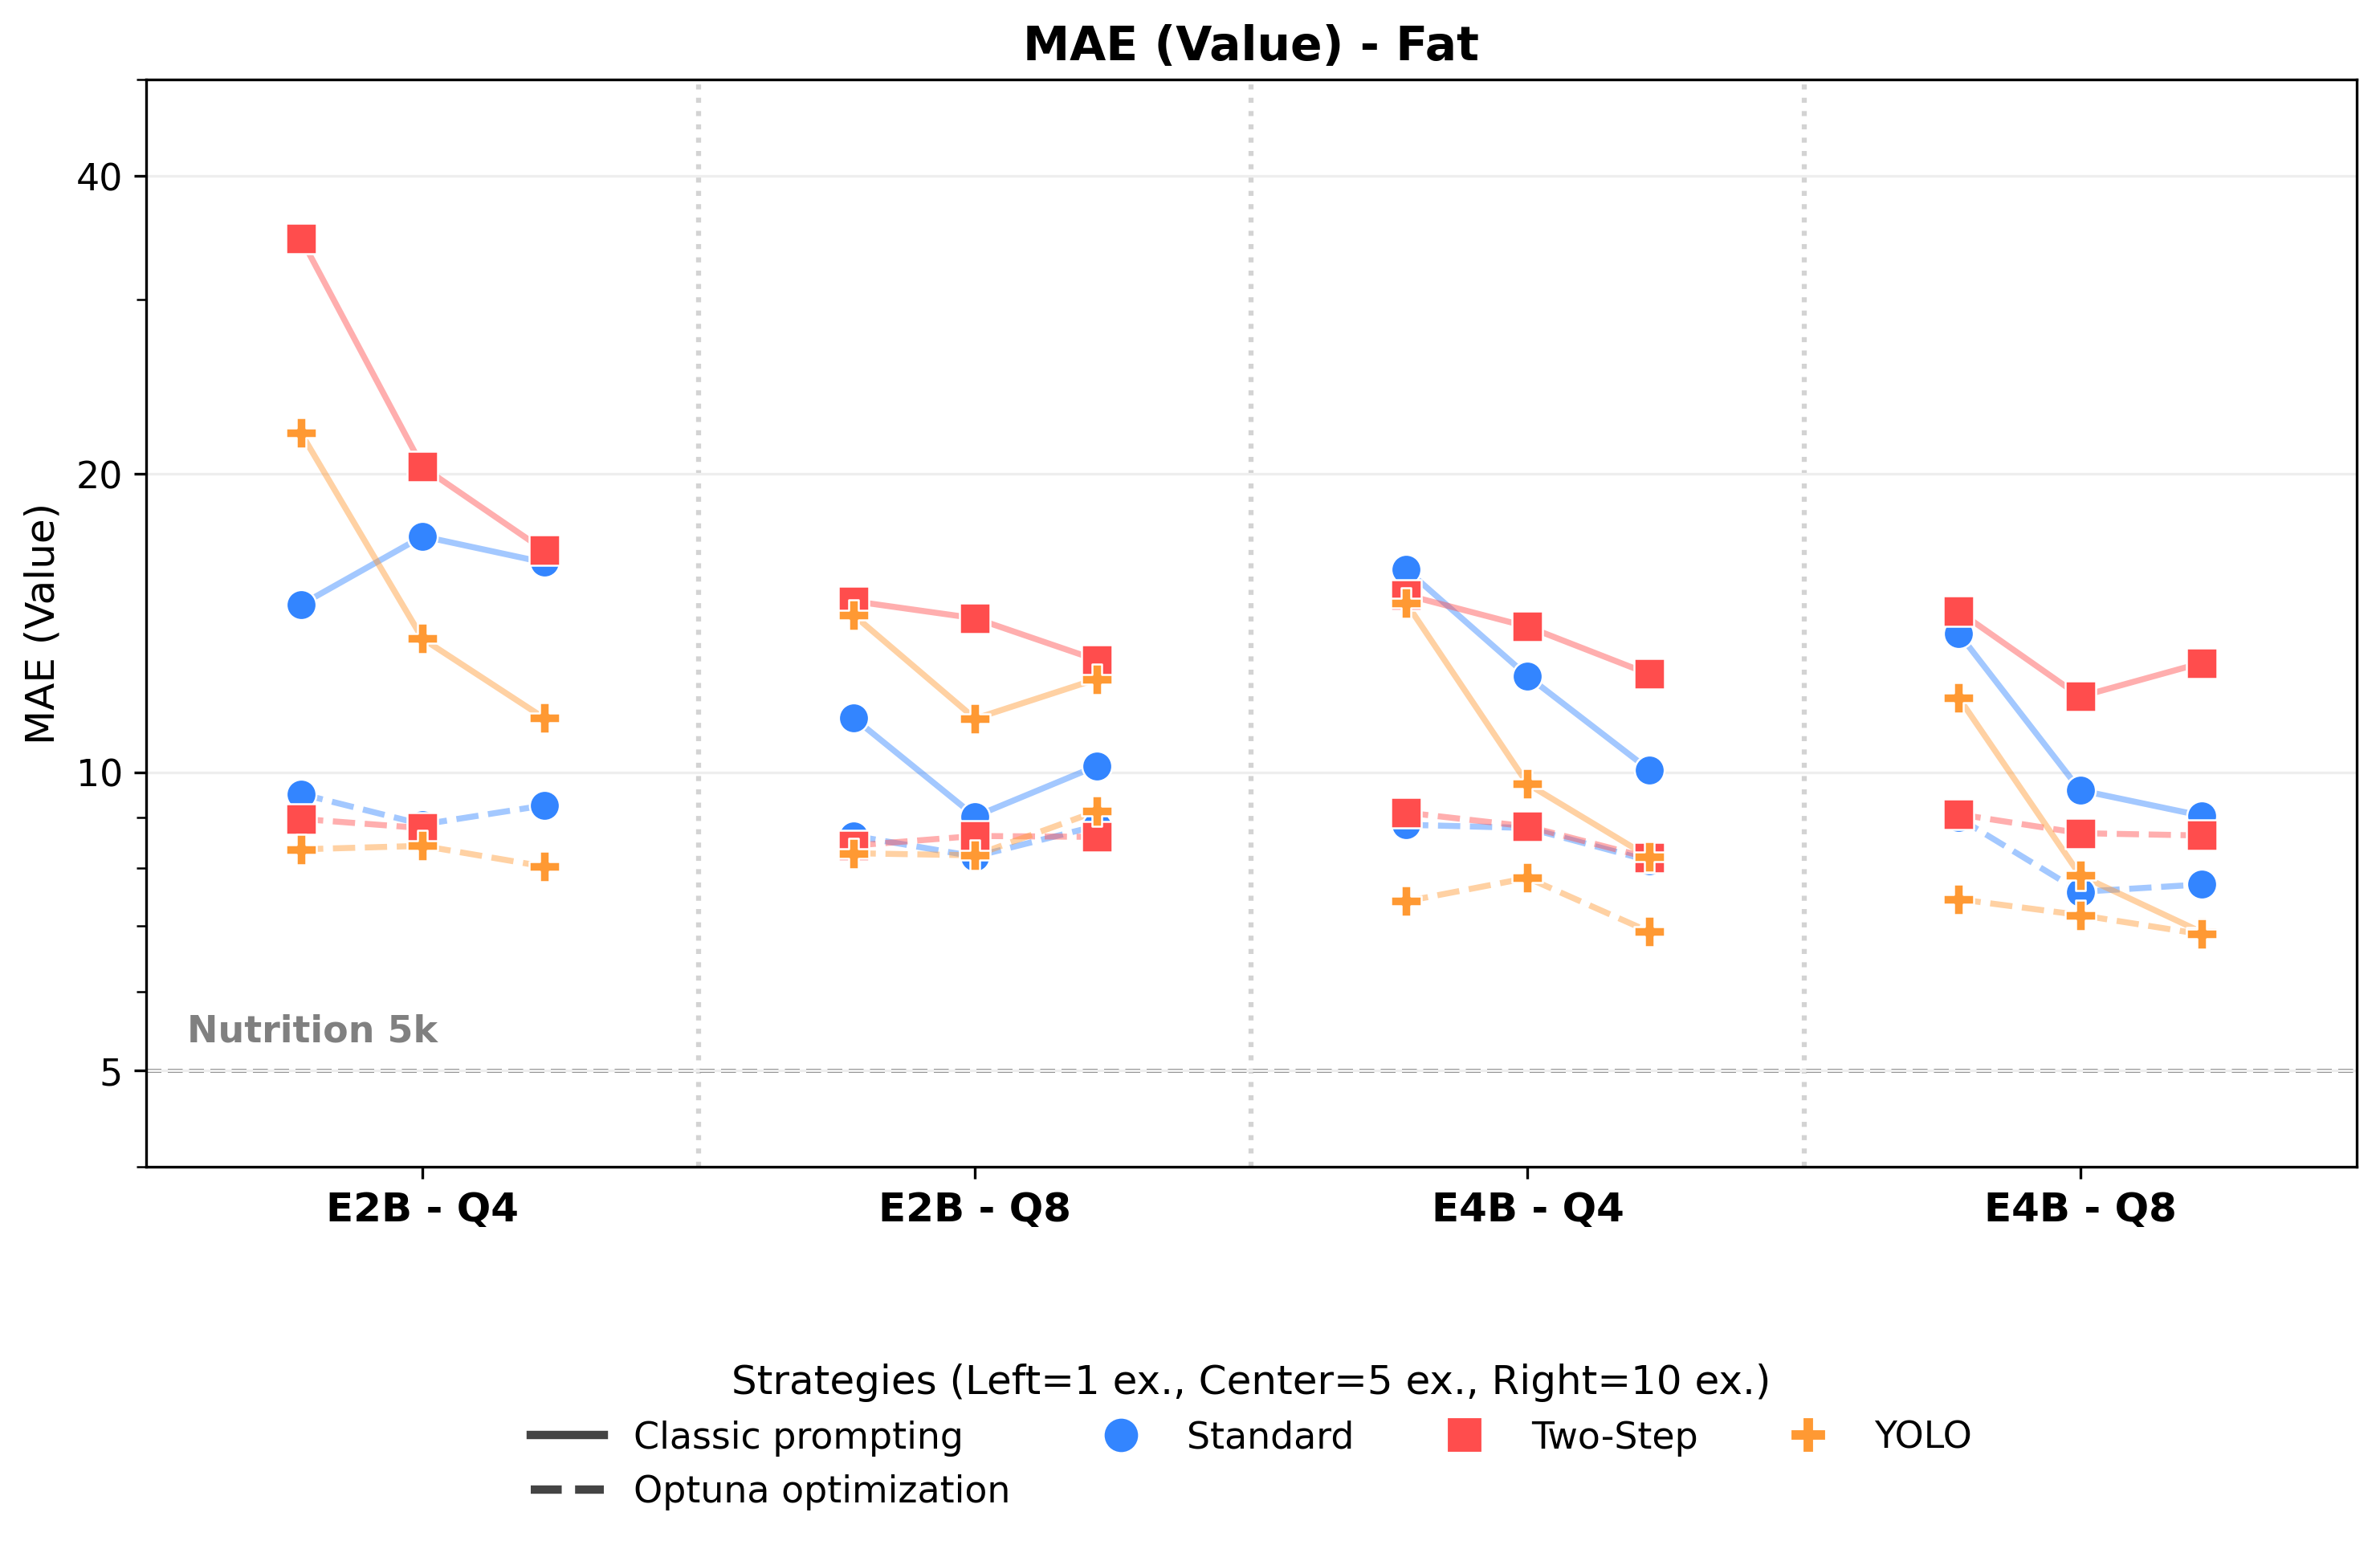 MAE (Value) - Fat
MAE (Value)
40
20
10
5
Nutrition 5k
E2B - Q4
E2B - Q8
E4B - Q4
E4B - Q8
Strategies (Left=1 ex., Center=5 ex., Right=10 ex.)
Classic prompting
Standard
Two-Step
YOLO
Optuna optimization